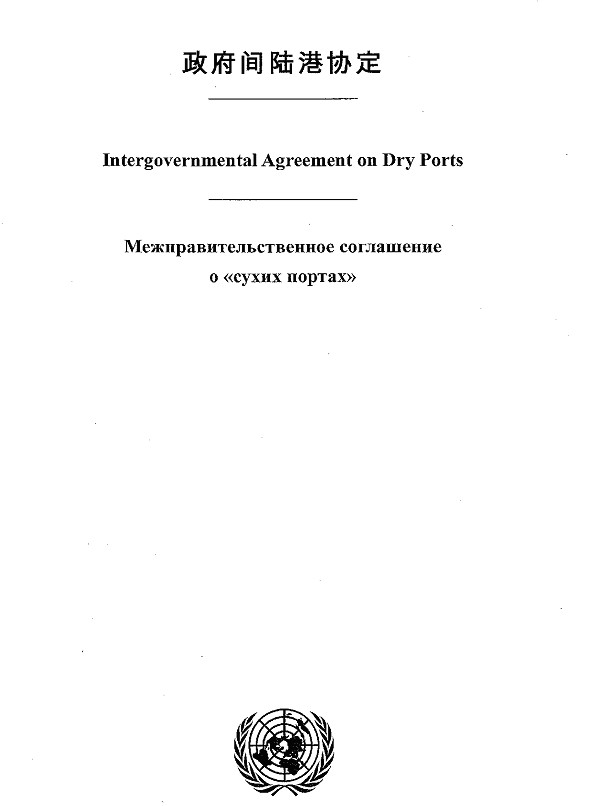 政府间陆港协定
Intergovernmental Agreement on Dry Ports
Межправительственное соглашение
о «сухих портах»